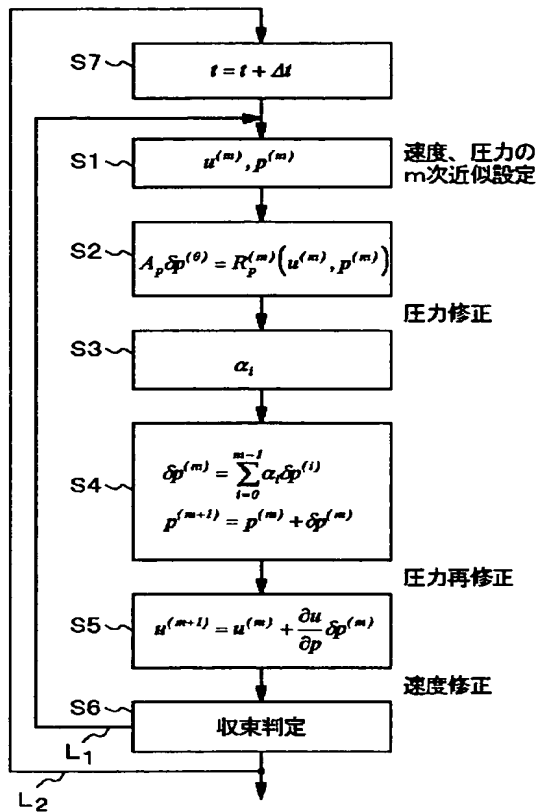 S7
t = t + Δt
S1
u^(m), p^(m)
速度、圧力の
m次近似設定
S2
A_p δp^(0) = R_p^(m)(u^(m), p^(m))
圧力修正
S3
α_i
S4
δp^(m) = Σ_{i=0}^{m-1} α_i δp^(i)
p^(m+1) = p^(m) + δp^(m)
圧力再修正
S5
u^(m+1) = u^(m) + ∂u/∂p δp^(m)
速度修正
S6
収束判定
L₁
L₂